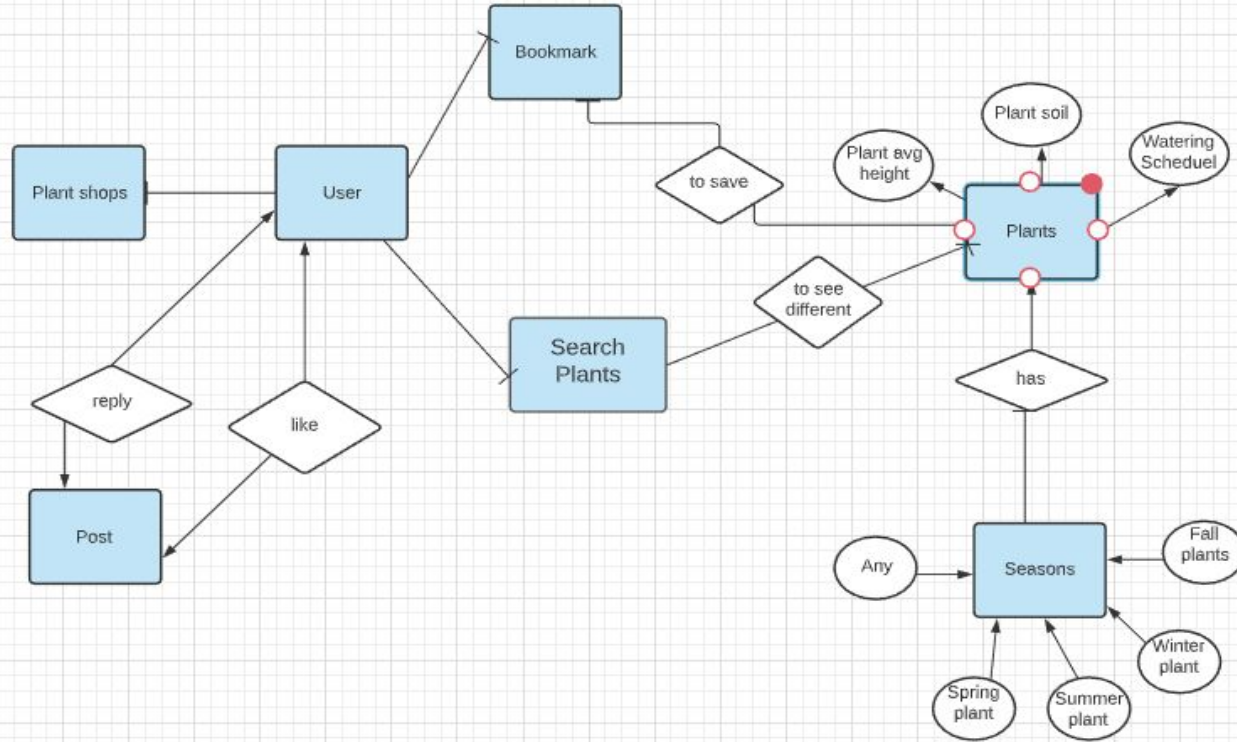 Bookmark
Plant soil
Plant avg
height
Watering
Scheduel
Plant shops
User
to save
Plants
to see
different
Search
Plants
has
reply
like
Post
Any
Seasons
Fall
plants
Winter
plant
Spring
plant
Summer
plant